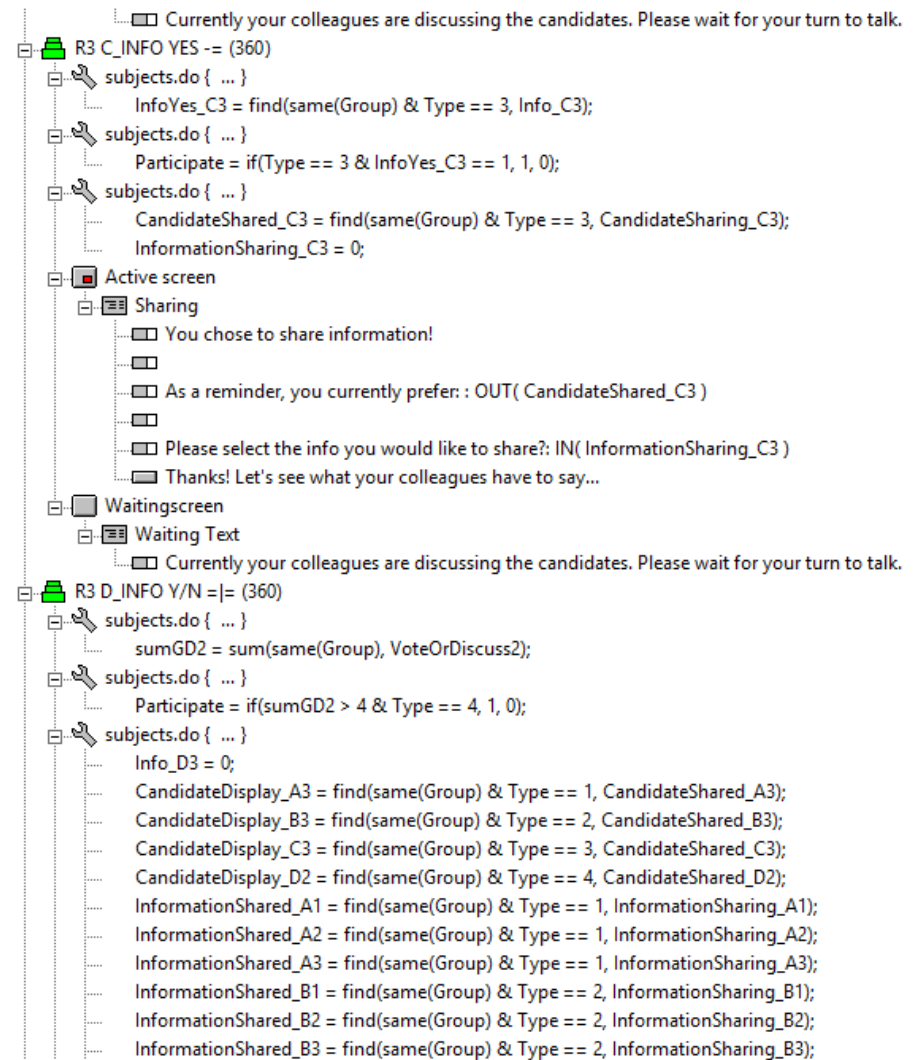 Currently your colleagues are discussing the candidates. Please wait for your turn to talk.
R3 C_INFO YES -= (360)
subjects.do { ... }
InfoYes_C3 = find(same(Group) & Type == 3, Info_C3);
subjects.do { ... }
Participate = if(Type == 3 & InfoYes_C3 == 1, 1, 0);
subjects.do { ... }
CandidateShared_C3 = find(same(Group) & Type == 3, CandidateSharing_C3);
InformationSharing_C3 = 0;
Active screen
Sharing
You chose to share information!
As a reminder, you currently prefer: : OUT( CandidateShared_C3 )
Please select the info you would like to share?: IN( InformationSharing_C3 )
Thanks! Let's see what your colleagues have to say...
Waitingscreen
Waiting Text
Currently your colleagues are discussing the candidates. Please wait for your turn to talk.
R3 D_INFO Y/N =|= (360)
subjects.do { ... }
sumGD2 = sum(same(Group), VoteOrDiscuss2);
subjects.do { ... }
Participate = if(sumGD2 > 4 & Type == 4, 1, 0);
subjects.do { ... }
Info_D3 = 0;
CandidateDisplay_A3 = find(same(Group) & Type == 1, CandidateShared_A3);
CandidateDisplay_B3 = find(same(Group) & Type == 2, CandidateShared_B3);
CandidateDisplay_C3 = find(same(Group) & Type == 3, CandidateShared_C3);
CandidateDisplay_D2 = find(same(Group) & Type == 4, CandidateShared_D2);
InformationShared_A1 = find(same(Group) & Type == 1, InformationSharing_A1);
InformationShared_A2 = find(same(Group) & Type == 1, InformationSharing_A2);
InformationShared_A3 = find(same(Group) & Type == 1, InformationSharing_A3);
InformationShared_B1 = find(same(Group) & Type == 2, InformationSharing_B1);
InformationShared_B2 = find(same(Group) & Type == 2, InformationSharing_B2);
InformationShared_B3 = find(same(Group) & Type == 2, InformationSharing_B3);